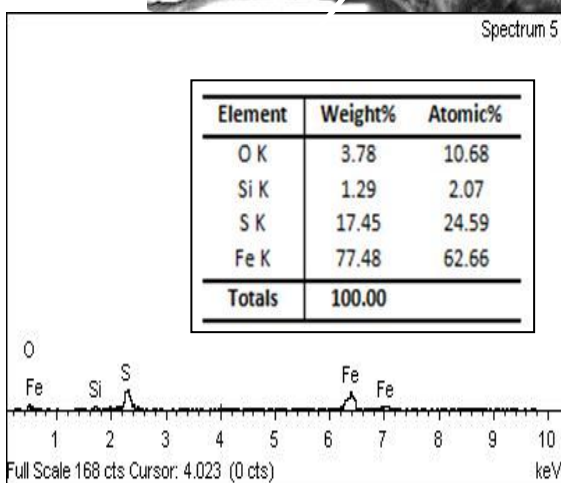 Spectrum 5
Element Weight% Atomic%
O K 3.78 10.68
Si K 1.29 2.07
S K 17.45 24.59
Fe K 77.48 62.66
Totals 100.00
O
Fe Si S Fe Fe
1 2 3 4 5 6 7 8 9 10
Full Scale 168 cts Cursor: 4.023 (0 cts) keV